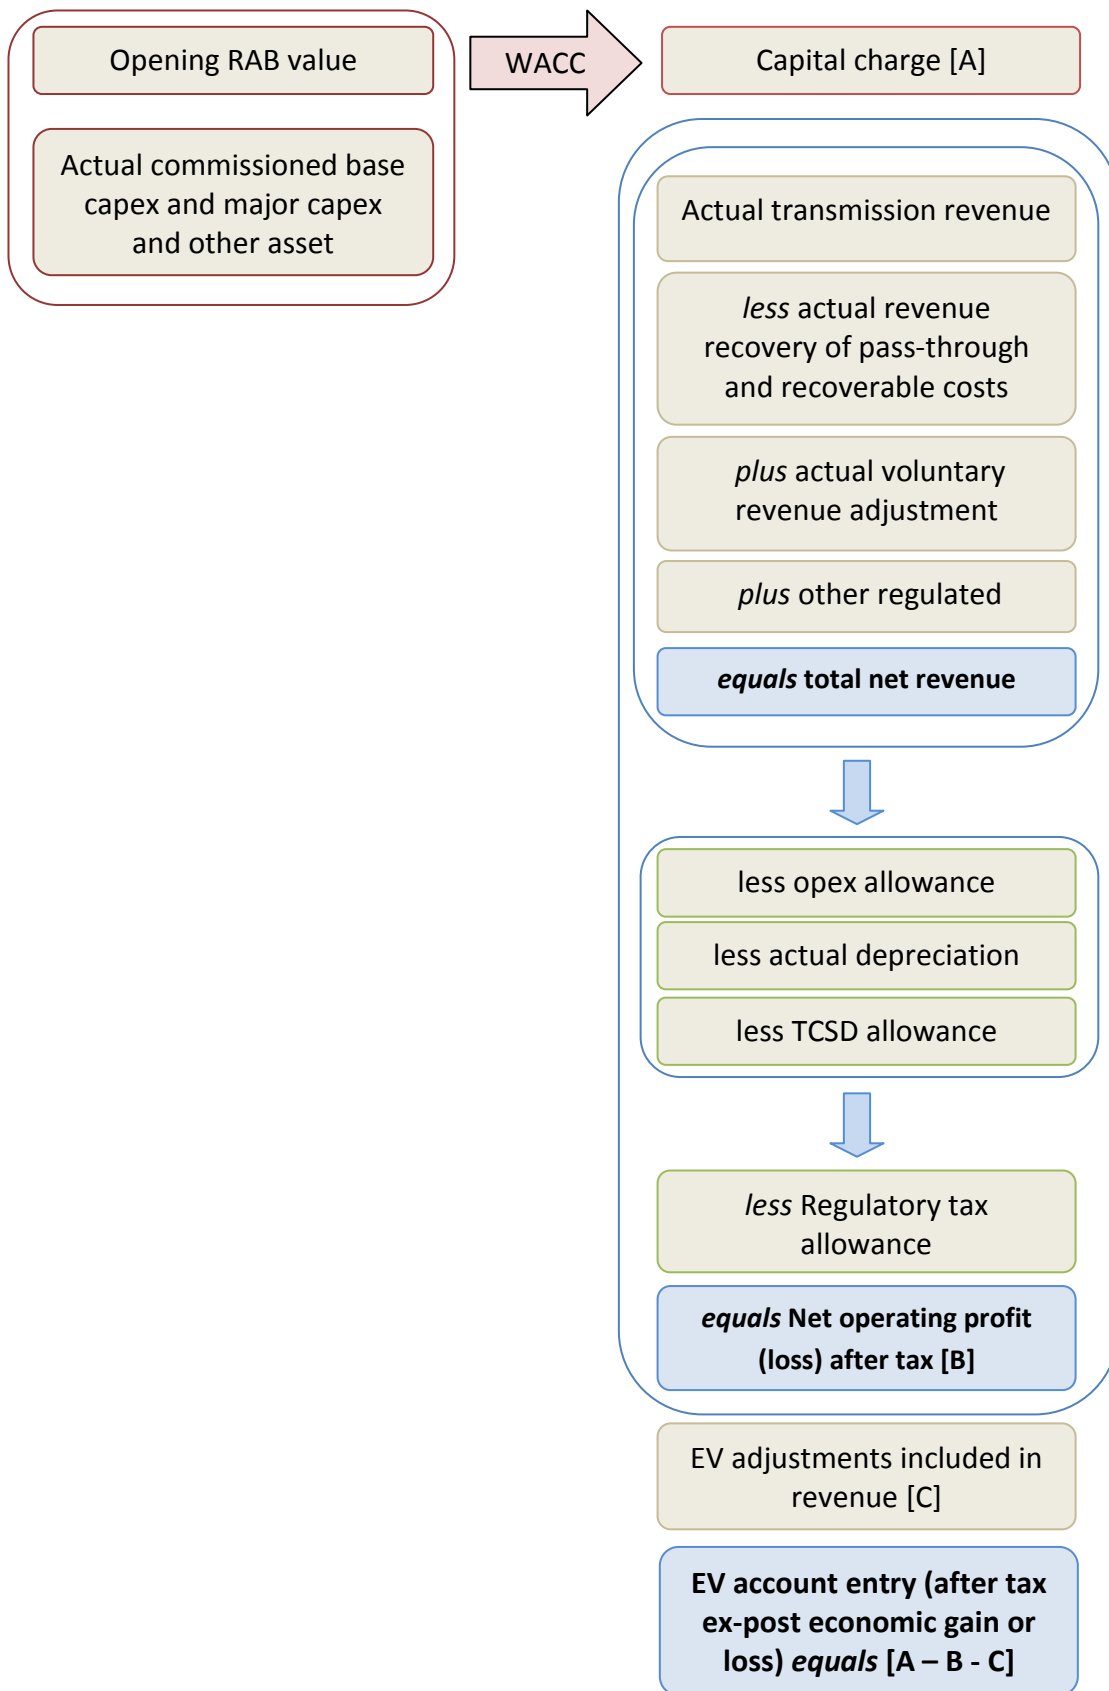 Opening RAB value
WACC
Capital charge [A]
Actual commissioned base
capex and major capex
and other asset
Actual transmission revenue
less actual revenue
recovery of pass-through
and recoverable costs
plus actual voluntary
revenue adjustment
plus other regulated
equals total net revenue
less opex allowance
less actual depreciation
less TCSD allowance
less Regulatory tax
allowance
equals Net operating profit
(loss) after tax [B]
EV adjustments included in
revenue [C]
EV account entry (after tax
ex-post economic gain or
loss) equals [A – B - C]